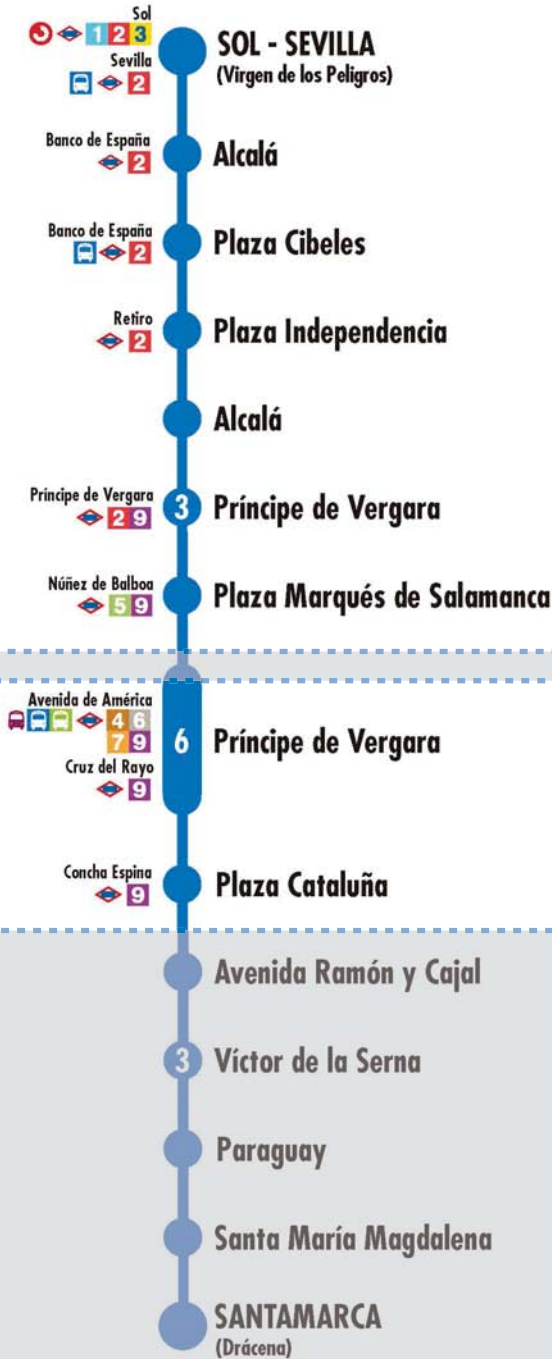 Sol
1 2 3
SOL - SEVILLA
(Virgen de los Peligros)
Sevilla
2
Banco de España
2
Alcalá
Banco de España
2
Plaza Cibeles
Retiro
2
Plaza Independencia
Alcalá
Príncipe de Vergara
2 9
3
Príncipe de Vergara
Núñez de Balboa
5 9
Plaza Marqués de Salamanca
Avenida de América
4 6
7 9
6
Príncipe de Vergara
Cruz del Rayo
9
Concha Espina
9
Plaza Cataluña
Avenida Ramón y Cajal
3
Víctor de la Serna
Paraguay
Santa María Magdalena
SANTAMARCA
(Drácena)